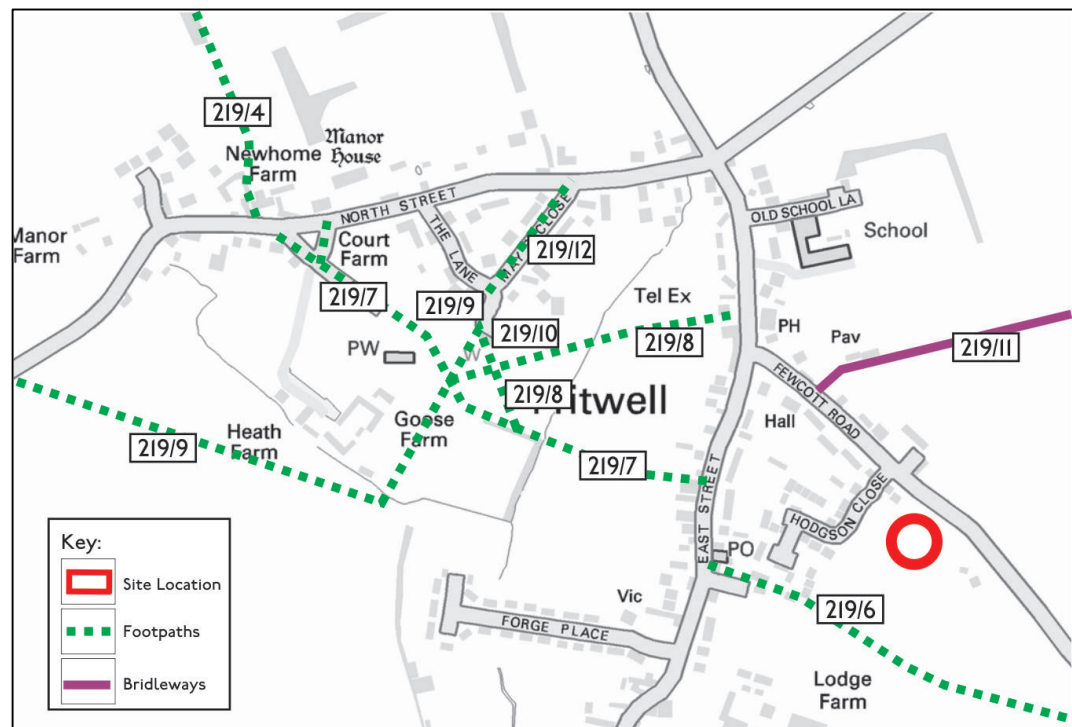 219/4
Newhome
Farm
Manor
House
NORTH STREET
THE LANE
219/12
OLD SCHOOL LA
School
Manor
Farm
Court
Farm
219/7
219/9
219/10
Tel Ex
219/8
PH
Pav
219/11
PW
W
219/8
FEWCOTT ROAD
Hall
Goose
Farm
Heath
Farm
219/9
219/7
EAST STREET
HODGSON CLOSE
PO
Vic
FORGE PLACE
219/6
Lodge
Farm
Key:
Site Location
Footpaths
Bridleways